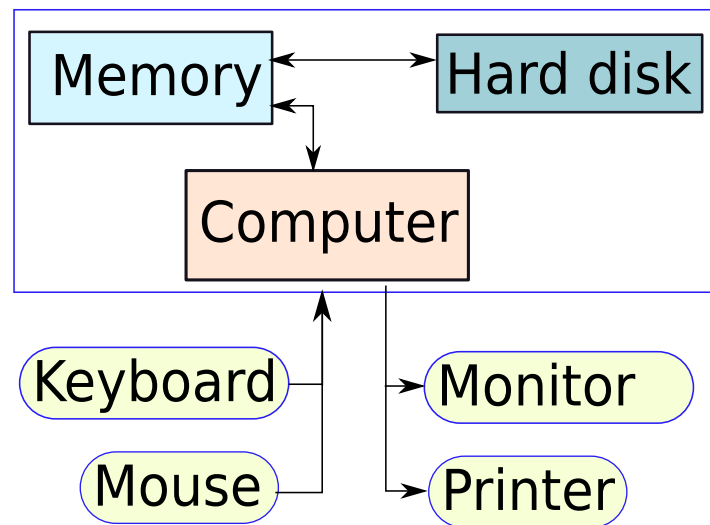 Memory
Hard disk
Computer
Keyboard
Monitor
Mouse
Printer